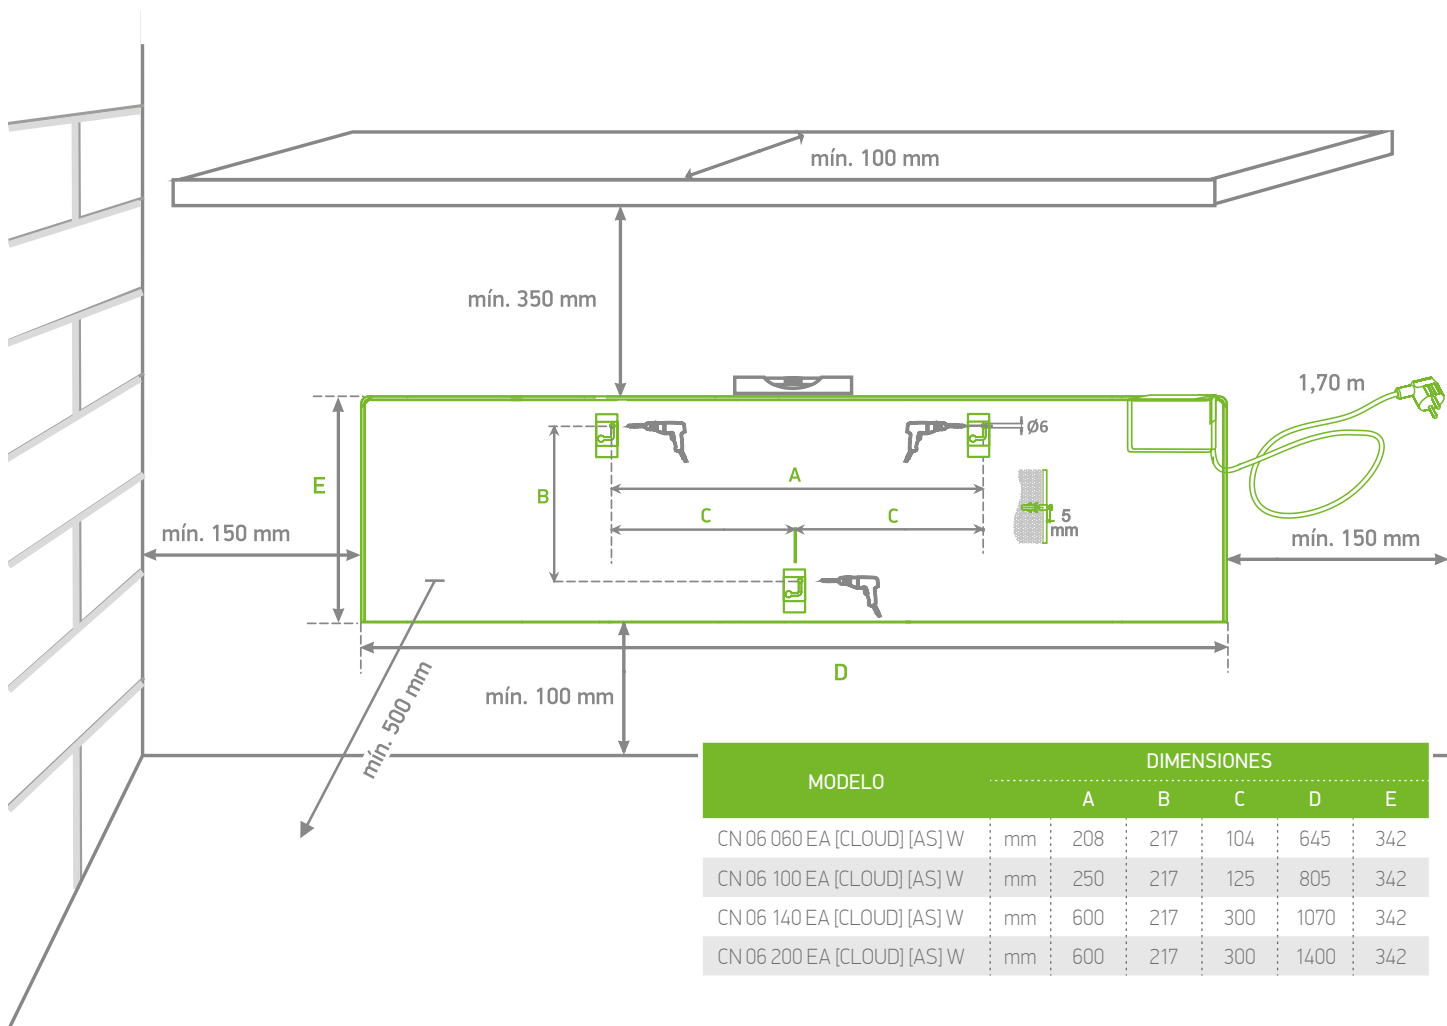 mín. 100 mm
mín. 350 mm
1,70 m
Ø6
A
E
B
C
C
5
mm
mín. 150 mm
mín. 150 mm
D
mín. 500 mm
mín. 100 mm
MODELO
DIMENSIONES
A B C D E
CN 06 060 EA [CLOUD] [AS] W mm 208 217 104 645 342
CN 06 100 EA [CLOUD] [AS] W mm 250 217 125 805 342
CN 06 140 EA [CLOUD] [AS] W mm 600 217 300 1070 342
CN 06 200 EA [CLOUD] [AS] W mm 600 217 300 1400 342